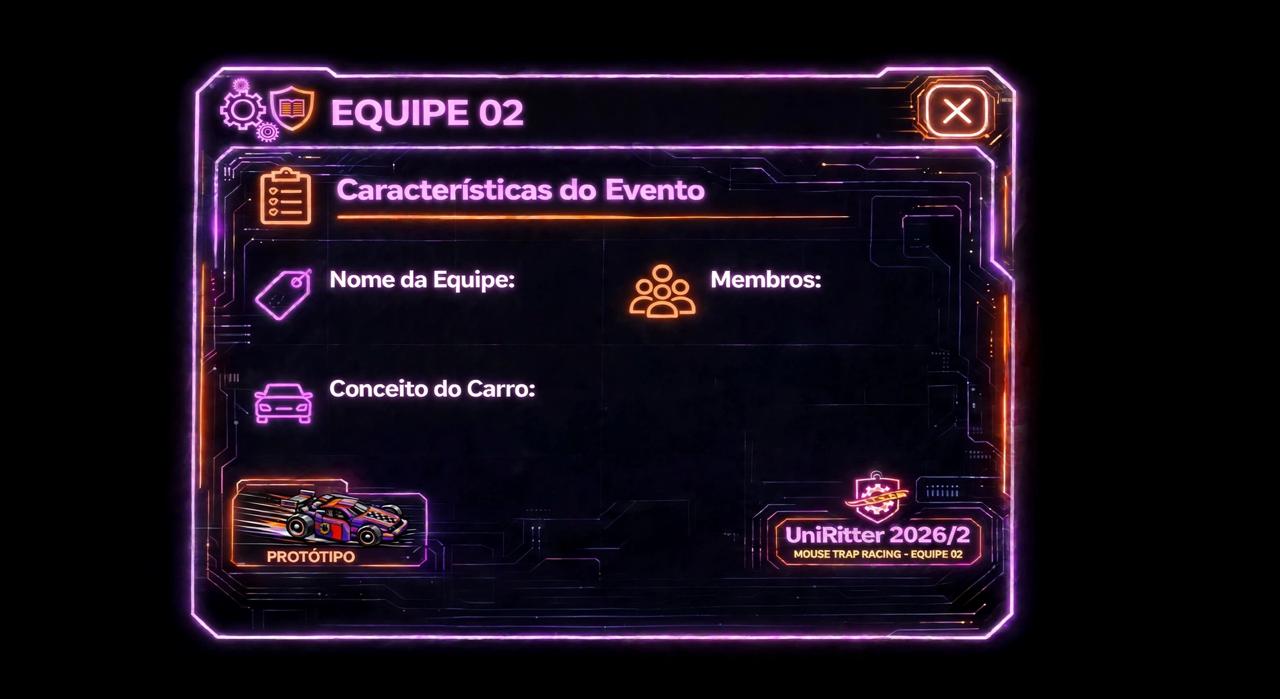 EQUIPE 02
Características do Evento
Nome da Equipe:
Membros:
Conceito do Carro:
PROTÓTIPO
UniRitter 2026/2
MOUSE TRAP RACING - EQUIPE 02